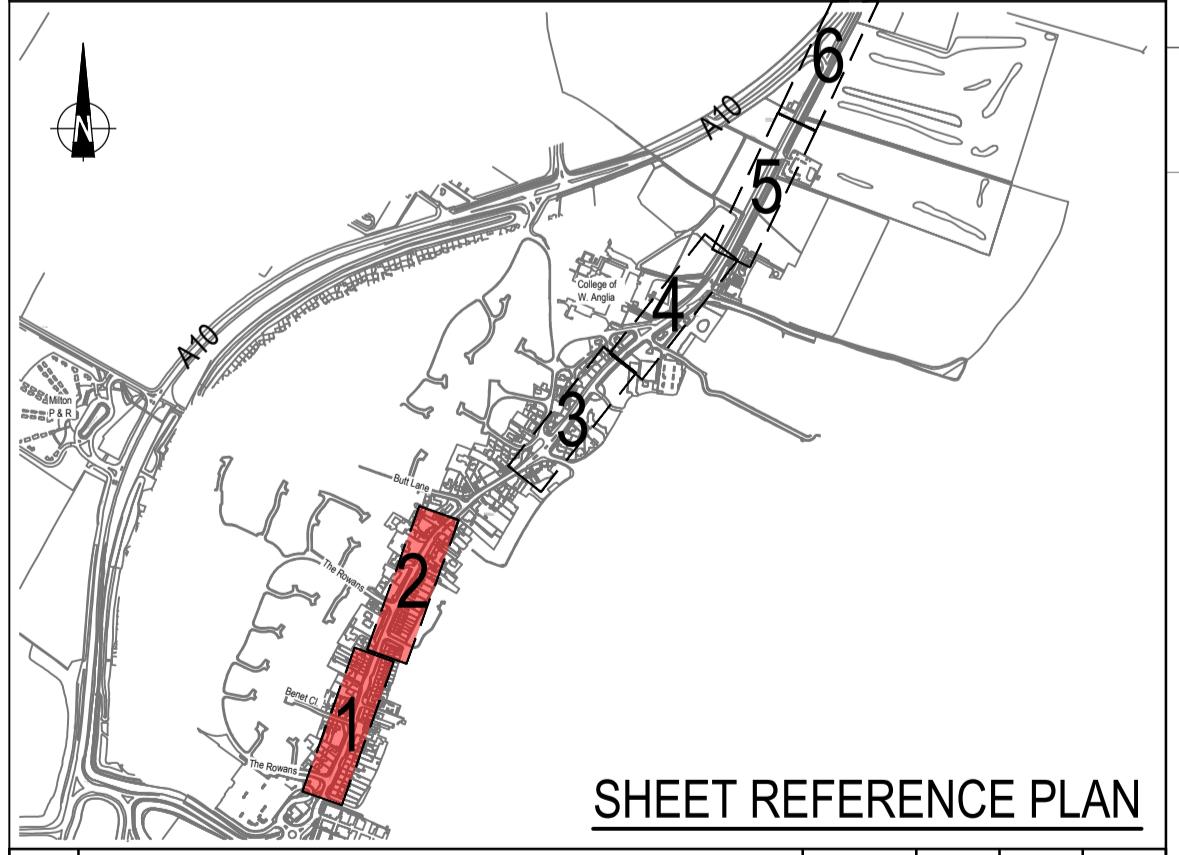 6
N
A10
5
College of
W. Anglia
4
A10
Milton
P & R
3
Butt Lane
2
The Rowans
Benet Cl.
1
The Rowans
SHEET REFERENCE PLAN